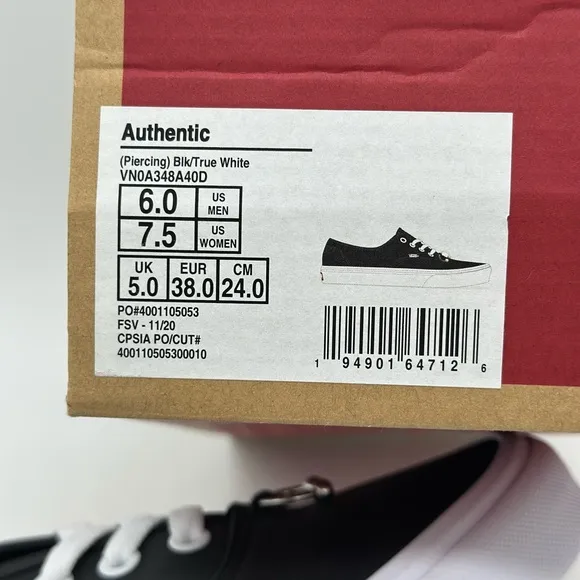 Authentic
(Piercing) Blk/True White
VN0A348A40D
6.0 US MEN
7.5 US WOMEN
UK 5.0 EUR 38.0 CM 24.0
PO#4001105053
FSV - 11/20
CPSIA PO/CUT#
400110505300010
1 94901 64712 6